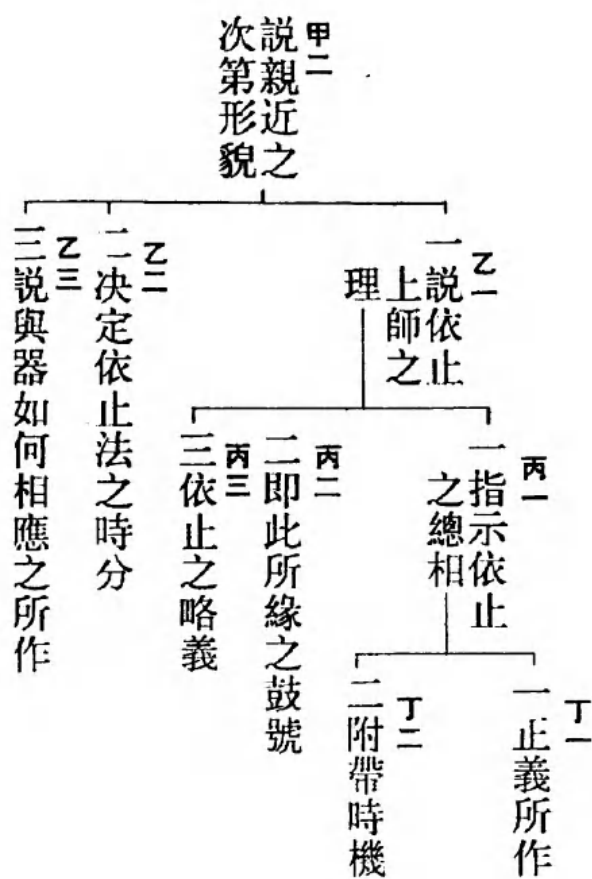 甲二
說親近之
次第形貌
乙一
一說依止
上師之
理
丙一
一指示依止
之總相
丁一
一正義所作
丁二
二附帶時機
丙二
二即此所緣之鼓號
丙三
三依止之略義
乙二
二決定依止法之時分
乙三
三說與器如何相應之所作